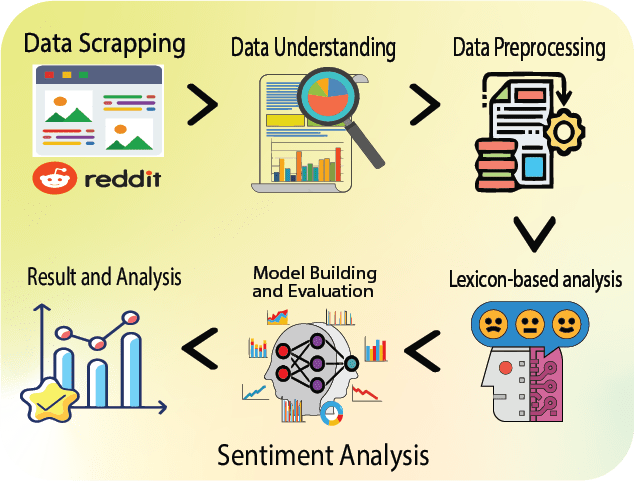 Data Scrapping
Data Understanding
Data Preprocessing
reddit
Lexicon-based analysis
Model Building
and Evaluation
Result and Analysis
Sentiment Analysis